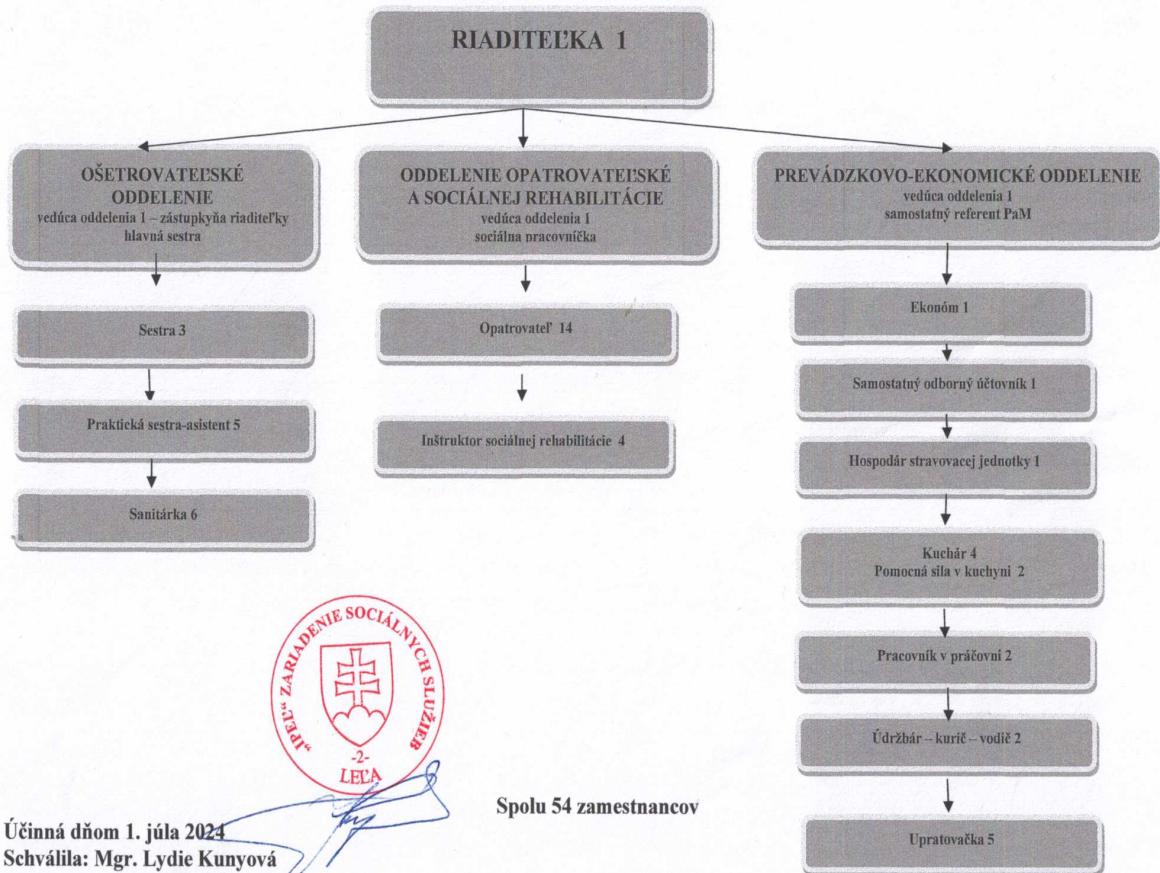 RIADITEĽKA 1
OŠETROVATEĽSKÉ
ODDELENIE
vedúca oddelenia 1 – zástupkyňa riaditeľky
hlavná sestra
Sestra 3
Praktická sestra-asistent 5
Sanitárka 6
ODDELENIE OPATROVATEĽSKÉ
A SOCIÁLNEJ REHABILITÁCIE
vedúca oddelenia 1
sociálna pracovníčka
Opatrovateľ 14
Inštruktor sociálnej rehabilitácie 4
PREVÁDZKOVO-EKONOMICKÉ ODDELENIE
vedúca oddelenia 1
samostatný referent PaM
Ekonóm 1
Samostatný odborný účtovník 1
Hospodár stravovacej jednotky 1
Kuchár 4
Pomocná sila v kuchyni 2
Pracovník v práčovni 2
Údržbár – kurič – vodič 2
Upratovačka 5
„IPEĽ“ ZARIADENIE SOCIÁLNYCH SLUŽIEB
-2-
LEĽA
Spolu 54 zamestnancov
Účinná dňom 1. júla 2024
Schválila: Mgr. Lydie Kunyová